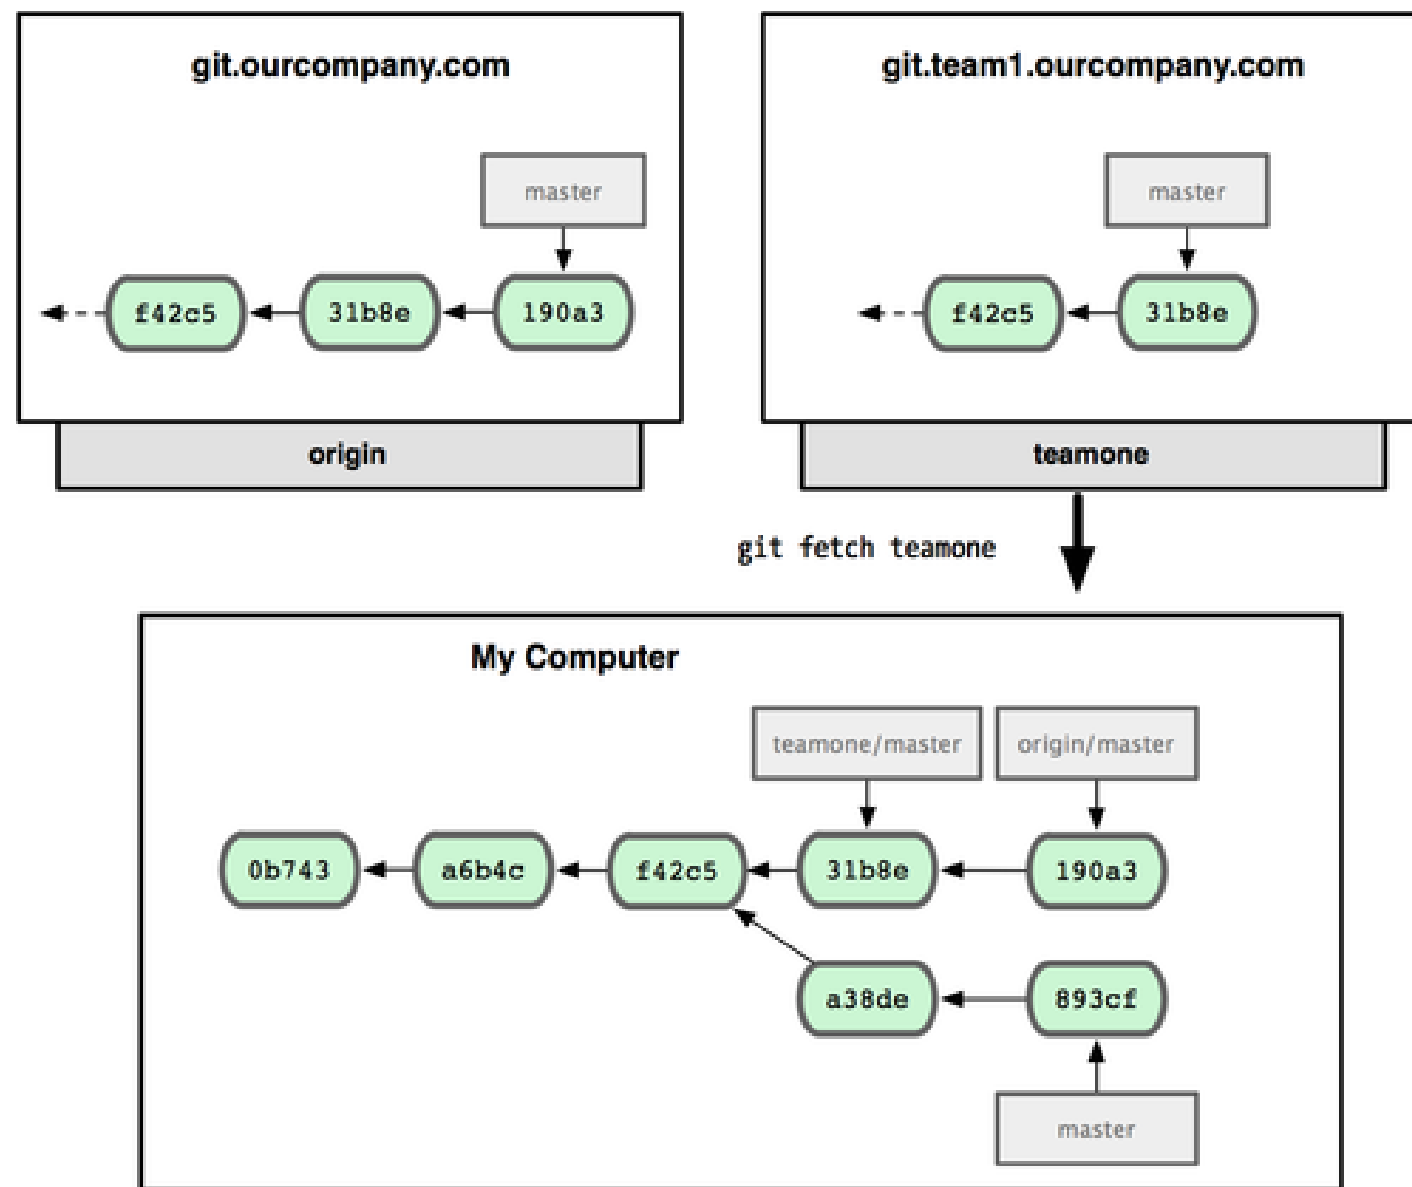 git.ourcompany.com
master
f42c5 31b8e 190a3
origin
git.team1.ourcompany.com
master
f42c5 31b8e
teamone
git fetch teamone
My Computer
teamone/master origin/master
0b743 a6b4c f42c5 31b8e 190a3
a38de 893cf
master